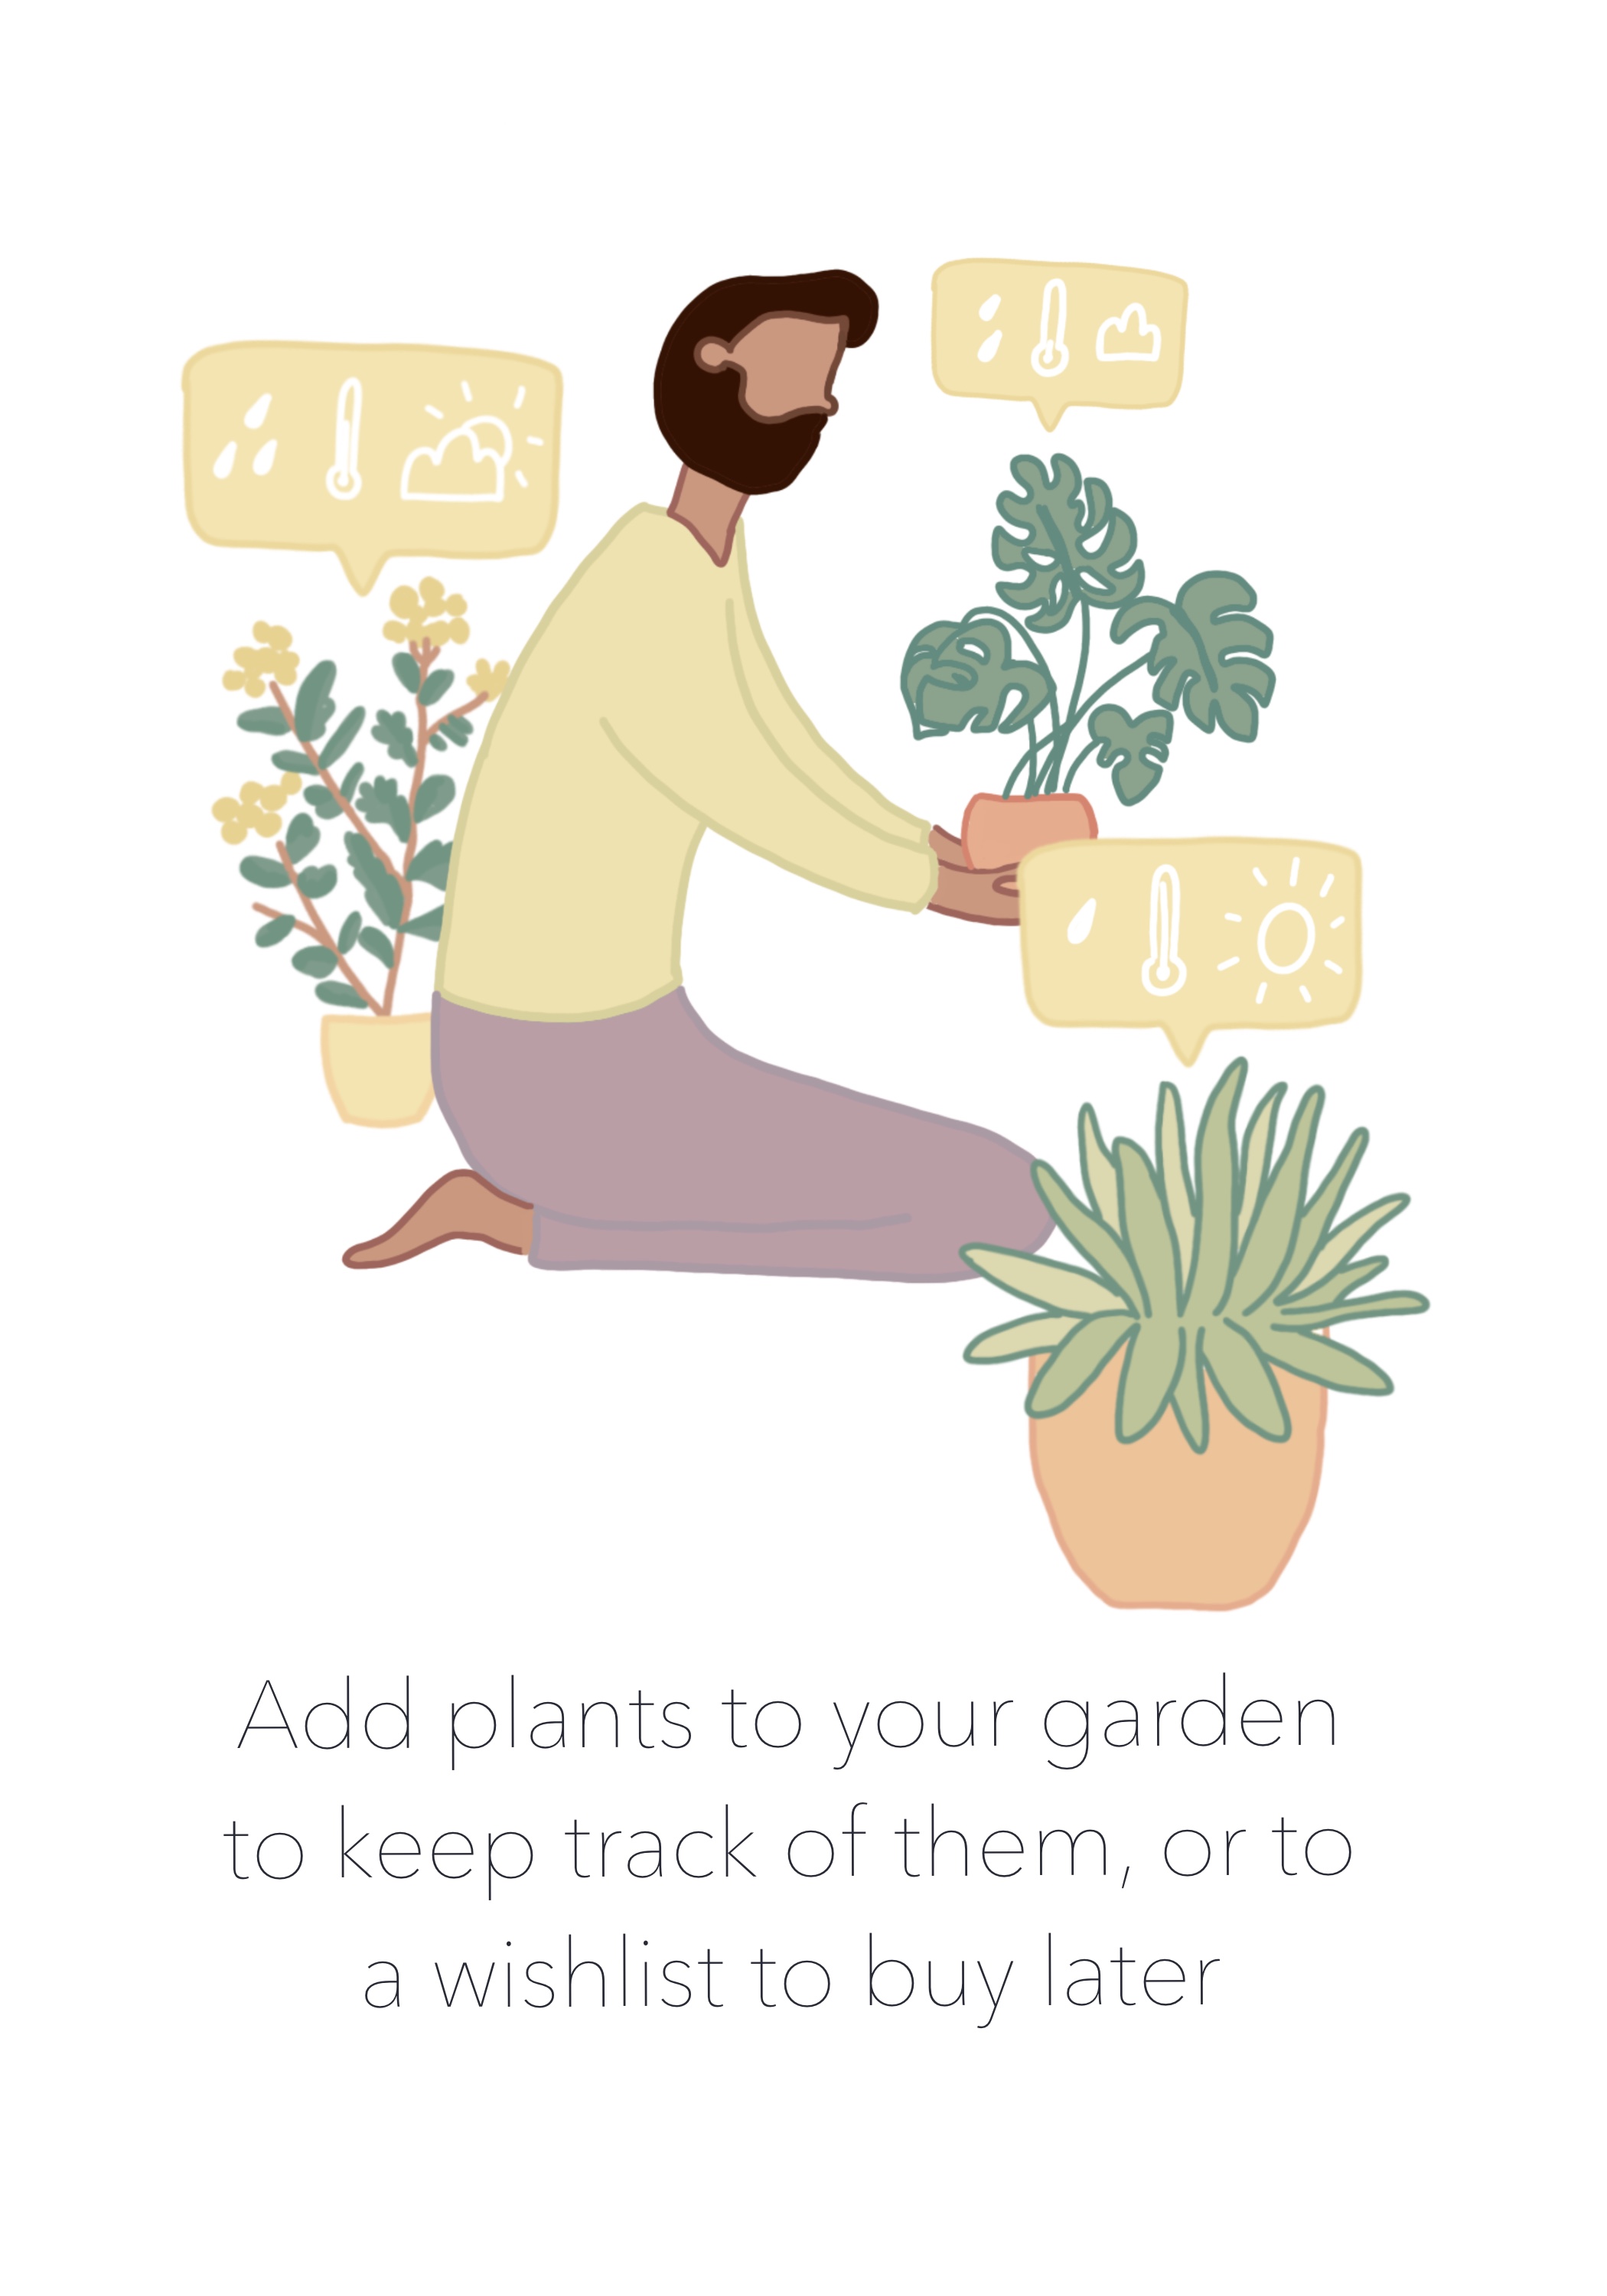 Add plants to your garden
to keep track of them, or to
a wishlist to buy later